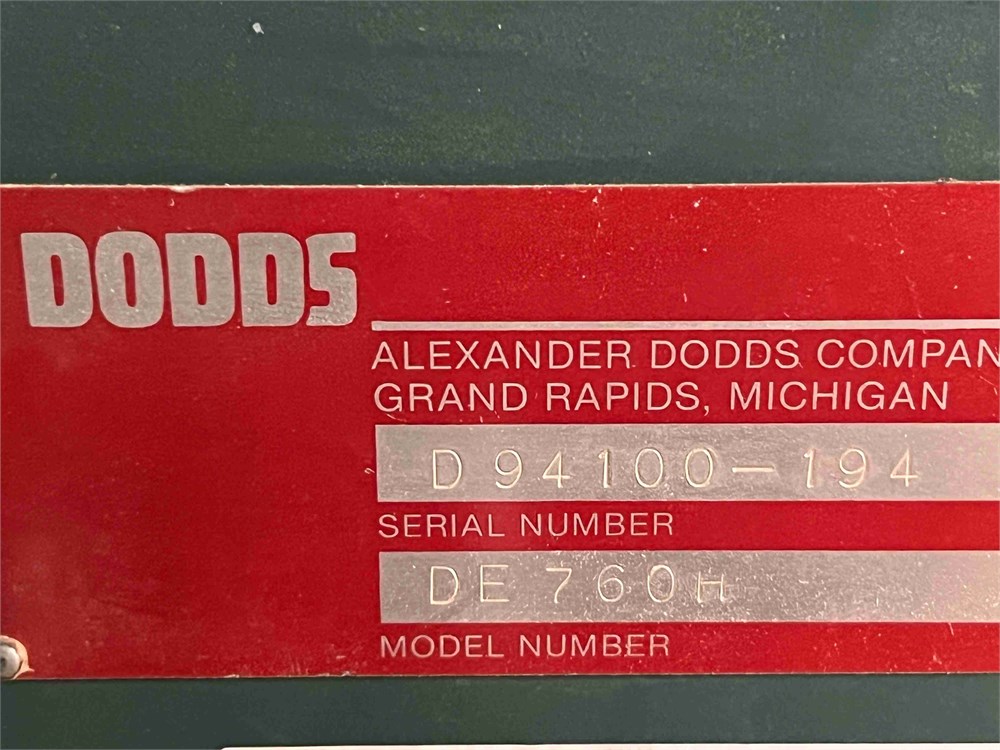 DODDS
ALEXANDER DODDS COMPAN
GRAND RAPIDS, MICHIGAN
D 94100-194
SERIAL NUMBER
DE 760H
MODEL NUMBER